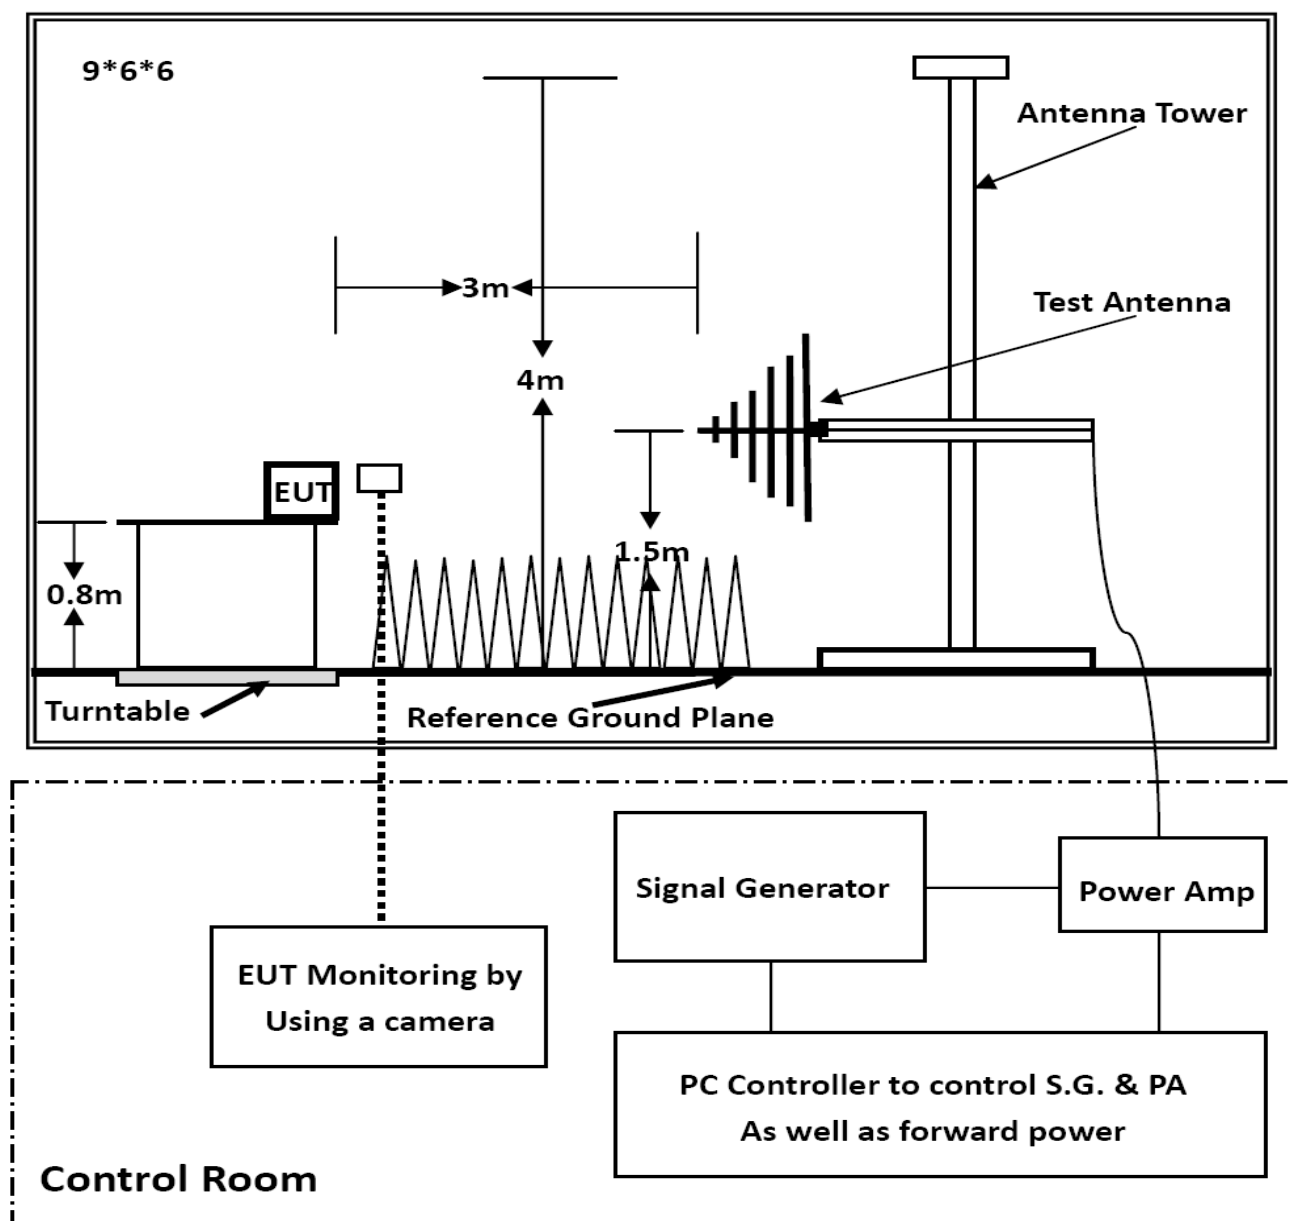 9*6*6
Antenna Tower
3m
Test Antenna
4m
EUT
1.5m
0.8m
Turntable
Reference Ground Plane
Signal Generator
Power Amp
EUT Monitoring by
Using a camera
PC Controller to control S.G. & PA
As well as forward power
Control Room